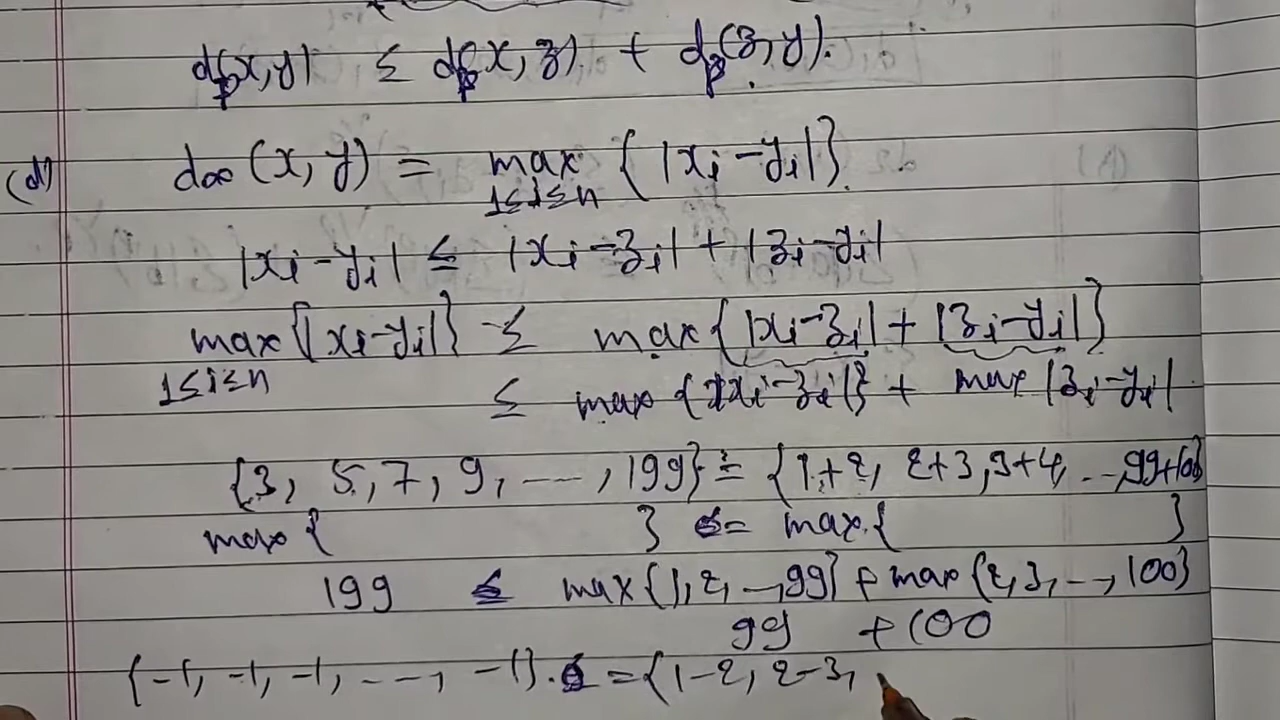 dp(x,y) ≤ dp(x,z) + dp(z,y).
(d) d∞(x,y) = max {|xi-yi|}.
1≤i≤n
|xi-yi| ≤ |xi-zi| + |zi-yi|
max{|xi-yi|} ≤ max{|xi-zi| + |zi-yi|}
1≤i≤n
≤ max{|xi-zi|} + max |zi-yi|
{3, 5, 7, 9, ---, 199} = {1+2, 2+3, 3+4, --, 99+100}
max{ } = max{ }
199 ≤ max{1,2,--,99} + max{2,3,--,100}
99 + 100
{-1, -1, -1, ---, -1}. = {1-2, 2-3,